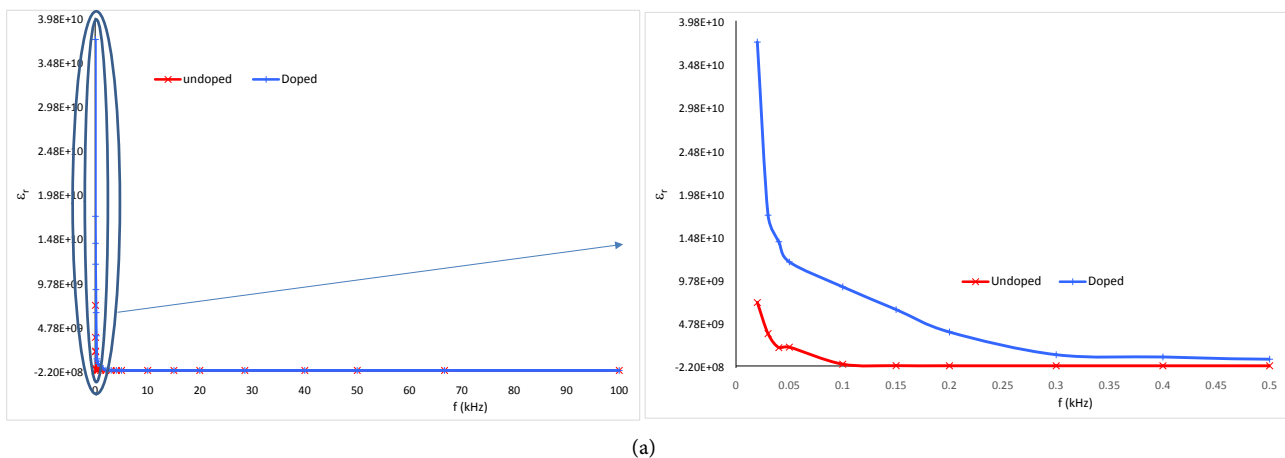 3.98E+10
3.48E+10
2.98E+10
2.48E+10
1.98E+10
1.48E+10
9.78E+09
4.78E+09
-2.20E+08
εr
undoped Doped
0 10 20 30 40 50 60 70 80 90 100
f (kHz)
3.98E+10
3.48E+10
2.98E+10
2.48E+10
1.98E+10
1.48E+10
9.78E+09
4.78E+09
-2.20E+08
εr
Undoped Doped
0 0.05 0.1 0.15 0.2 0.25 0.3 0.35 0.4 0.45 0.5
f (kHz)
(a)